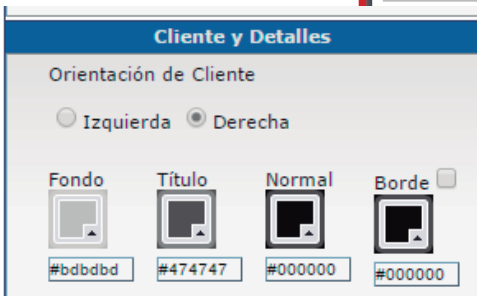 Cliente y Detalles
Orientación de Cliente
Izquierda Derecha
Fondo Título Normal Borde
#bdbdbd #474747 #000000 #000000